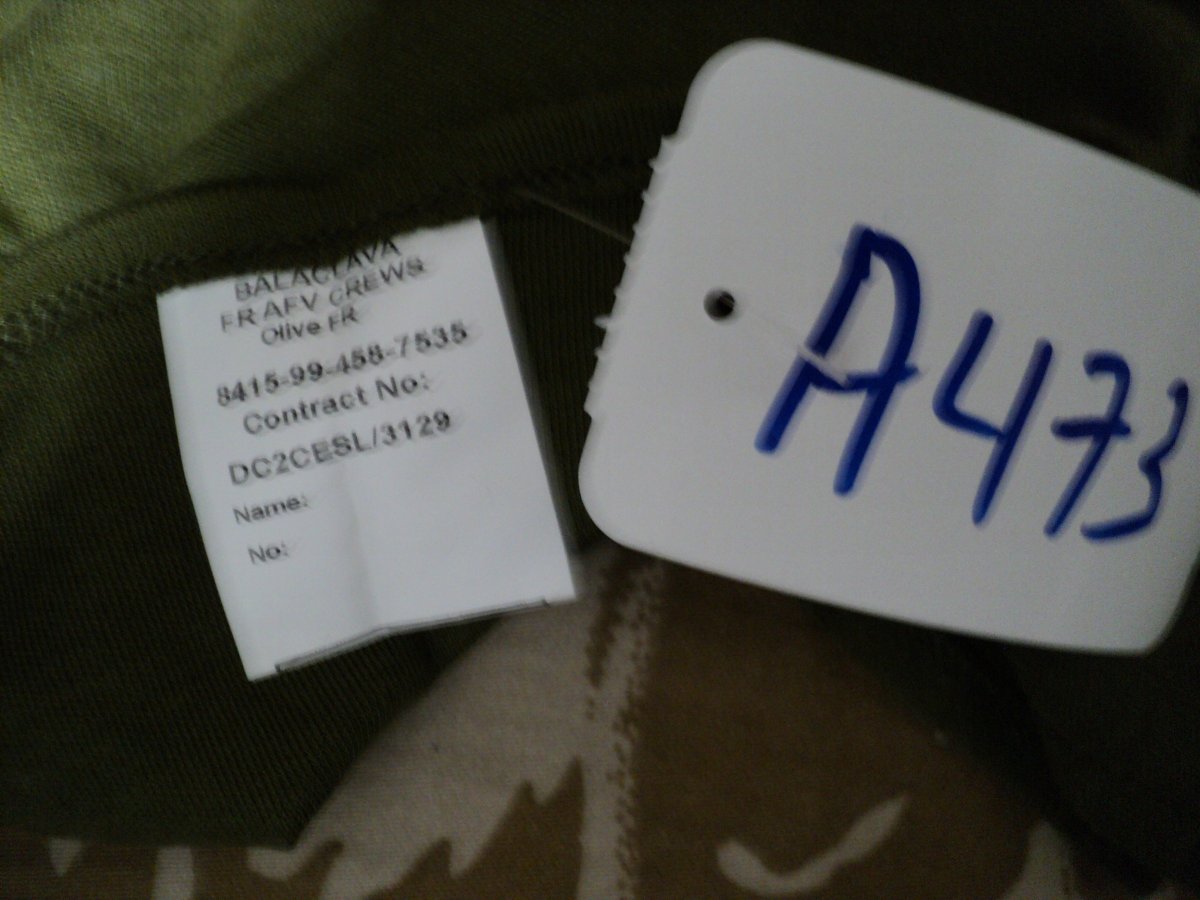 BALACLAVA
FR AFV CREWS
Olive FR
8415-99-458-7535
Contract No:
DC2CESL/3129
Name:
No:
A473